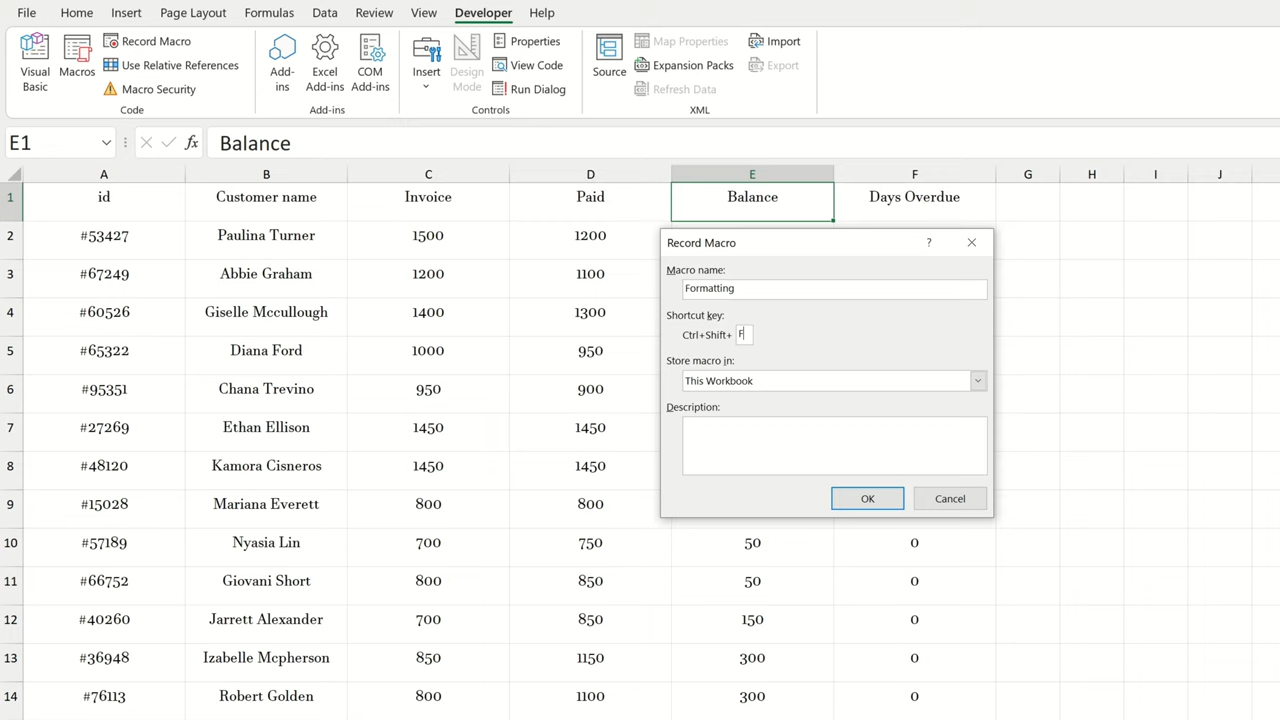 File Home Insert Page Layout Formulas Data Review View Developer Help
Visual Basic
Macros
Record Macro
Use Relative References
Macro Security
Code
Add-ins
Excel Add-ins
COM Add-ins
Add-ins
Insert
Design Mode
Properties
View Code
Run Dialog
Controls
Source
Map Properties
Expansion Packs
Refresh Data
Import
Export
XML
E1 fx Balance
A B C D E F G H I J
1 id Customer name Invoice Paid Balance Days Overdue
2 #53427 Paulina Turner 1500 1200
3 #67249 Abbie Graham 1200 1100
4 #60526 Giselle Mccullough 1400 1300
5 #65322 Diana Ford 1000 950
6 #95351 Chana Trevino 950 900
7 #27269 Ethan Ellison 1450 1450
8 #48120 Kamora Cisneros 1450 1450
9 #15028 Mariana Everett 800 800
10 #57189 Nyasia Lin 700 750 50 0
11 #66752 Giovani Short 800 850 50 0
12 #40260 Jarrett Alexander 700 850 150 0
13 #36948 Izabelle Mcpherson 850 1150 300 0
14 #76113 Robert Golden 800 1100 300 0
Record Macro ?
Macro name:
Formatting
Shortcut key:
Ctrl+Shift+ F
Store macro in:
This Workbook
Description:
OK Cancel